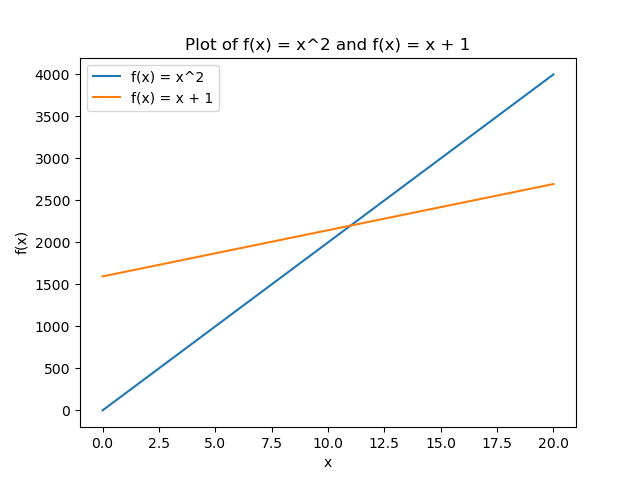 Plot of f(x) = x^2 and f(x) = x + 1
f(x) = x^2
f(x) = x + 1
4000
3500
3000
2500
2000
1500
1000
500
0
f(x)
0.0 2.5 5.0 7.5 10.0 12.5 15.0 17.5 20.0
x